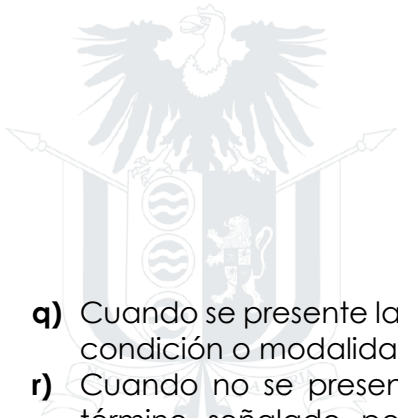 q) Cuando se presente la
condición o modalida
r) Cuando no se presen
término señalado po